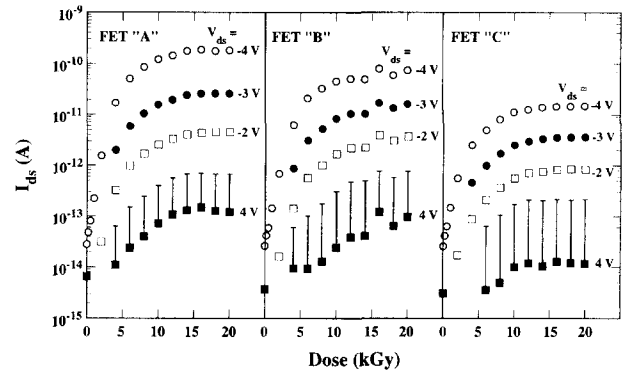 FET "A"
V_ds =
-4 V
-3 V
-2 V
4 V
FET "B"
V_ds =
-4 V
-3 V
-2 V
4 V
FET "C"
V_ds =
-4 V
-3 V
-2 V
4 V
I_ds (A)
10^-9
10^-10
10^-11
10^-12
10^-13
10^-14
10^-15
0 5 10 15 20 0 5 10 15 20 0 5 10 15 20
Dose (kGy)